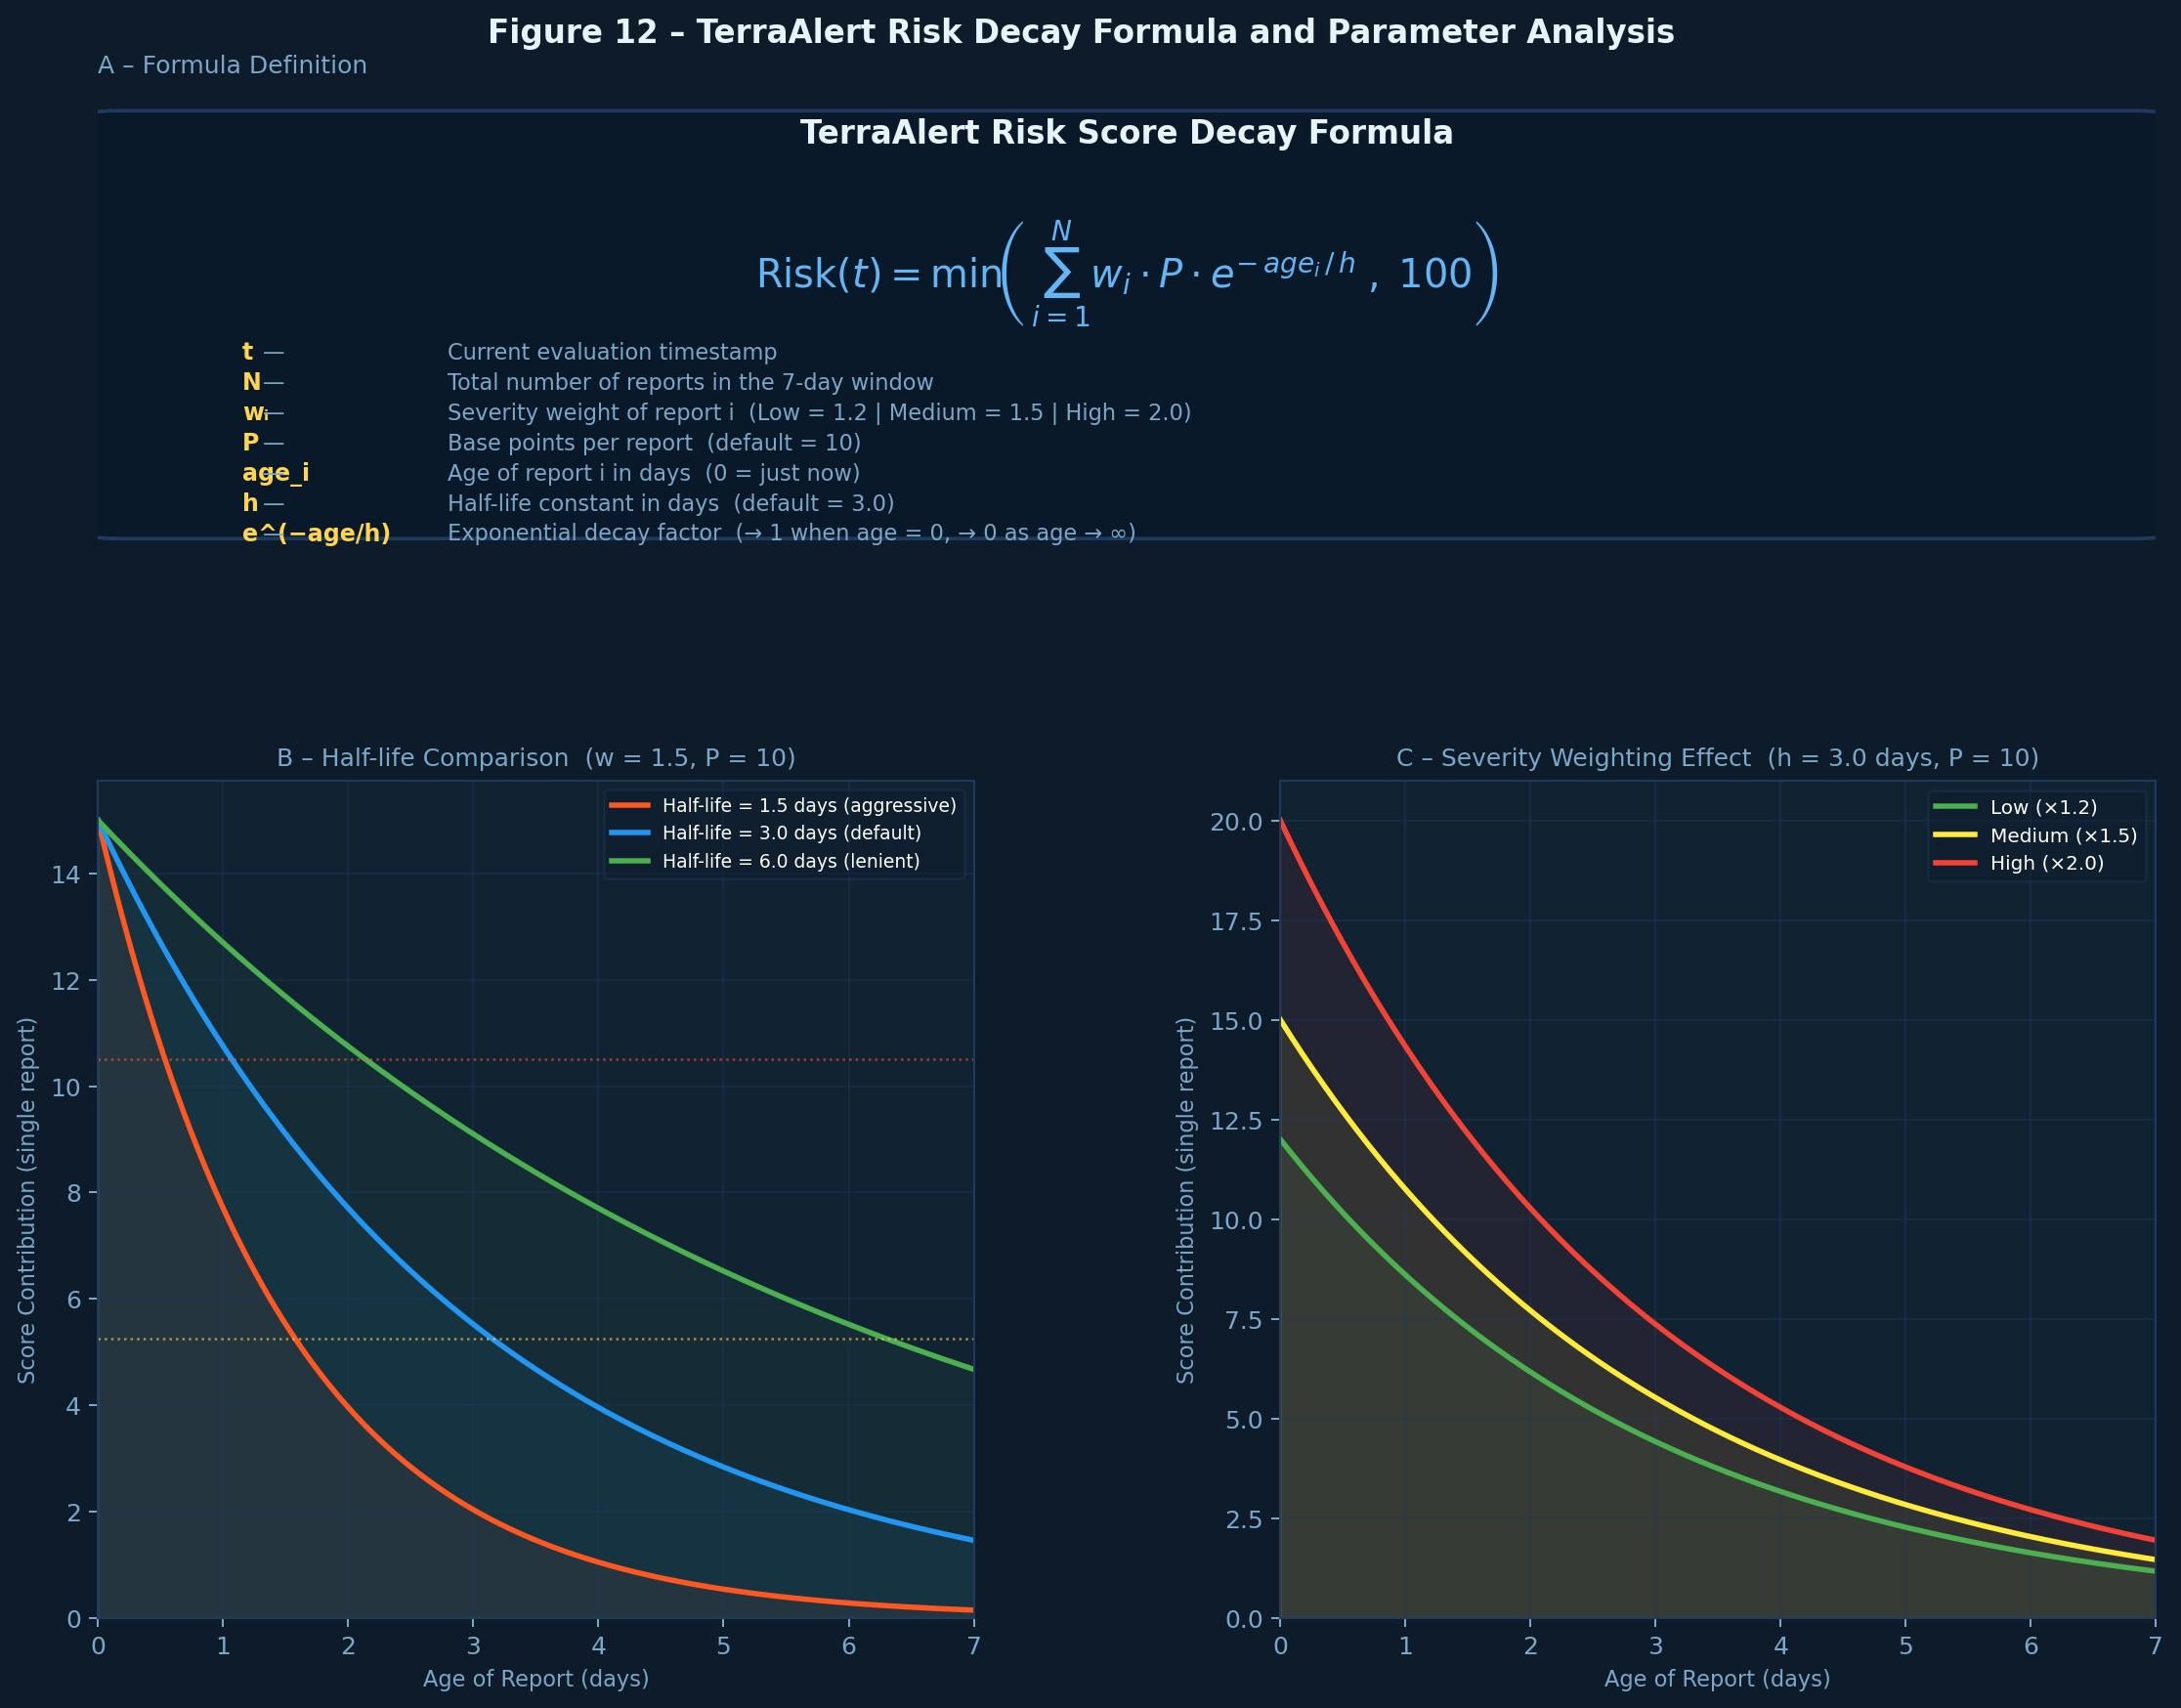 Figure 12 – TerraAlert Risk Decay Formula and Parameter Analysis
A – Formula Definition
TerraAlert Risk Score Decay Formula
Risk(t) = min( ∑_{i=1}^{N} w_i · P · e^{−age_i/h} , 100 )
t — Current evaluation timestamp
N — Total number of reports in the 7-day window
wᵢ — Severity weight of report i (Low = 1.2 | Medium = 1.5 | High = 2.0)
P — Base points per report (default = 10)
age_i — Age of report i in days (0 = just now)
h — Half-life constant in days (default = 3.0)
e^(−age/h) — Exponential decay factor (→ 1 when age = 0, → 0 as age → ∞)
B – Half-life Comparison (w = 1.5, P = 10)
Half-life = 1.5 days (aggressive)
Half-life = 3.0 days (default)
Half-life = 6.0 days (lenient)
Score Contribution (single report)
14
12
10
8
6
4
2
0
0 1 2 3 4 5 6 7
Age of Report (days)
C – Severity Weighting Effect (h = 3.0 days, P = 10)
Low (×1.2)
Medium (×1.5)
High (×2.0)
Score Contribution (single report)
20.0
17.5
15.0
12.5
10.0
7.5
5.0
2.5
0.0
0 1 2 3 4 5 6 7
Age of Report (days)